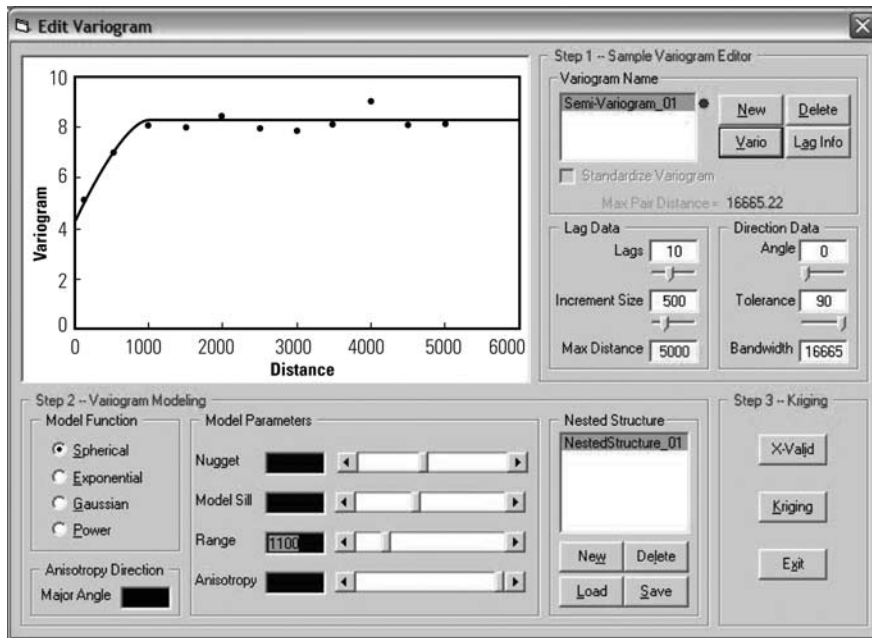 Edit Variogram
10
8
6
4
2
0
Variogram
0 1000 2000 3000 4000 5000 6000
Distance
Step 1 -- Sample Variogram Editor
Variogram Name
Semi-Variogram_01
New Delete
Vario Lag Info
Standardize Variogram
Max Pair Distance = 16665.22
Lag Data
Lags 10
Increment Size 500
Max Distance 5000
Direction Data
Angle 0
Tolerance 90
Bandwidth 16665
Step 2 -- Variogram Modeling
Model Function
Spherical
Exponential
Gaussian
Power
Anisotropy Direction
Major Angle
Model Parameters
Nugget
Model Sill
Range 1100
Anisotropy
Nested Structure
NestedStructure_01
New Delete
Load Save
Step 3 -- Kriging
X-Valid
Kriging
Exit